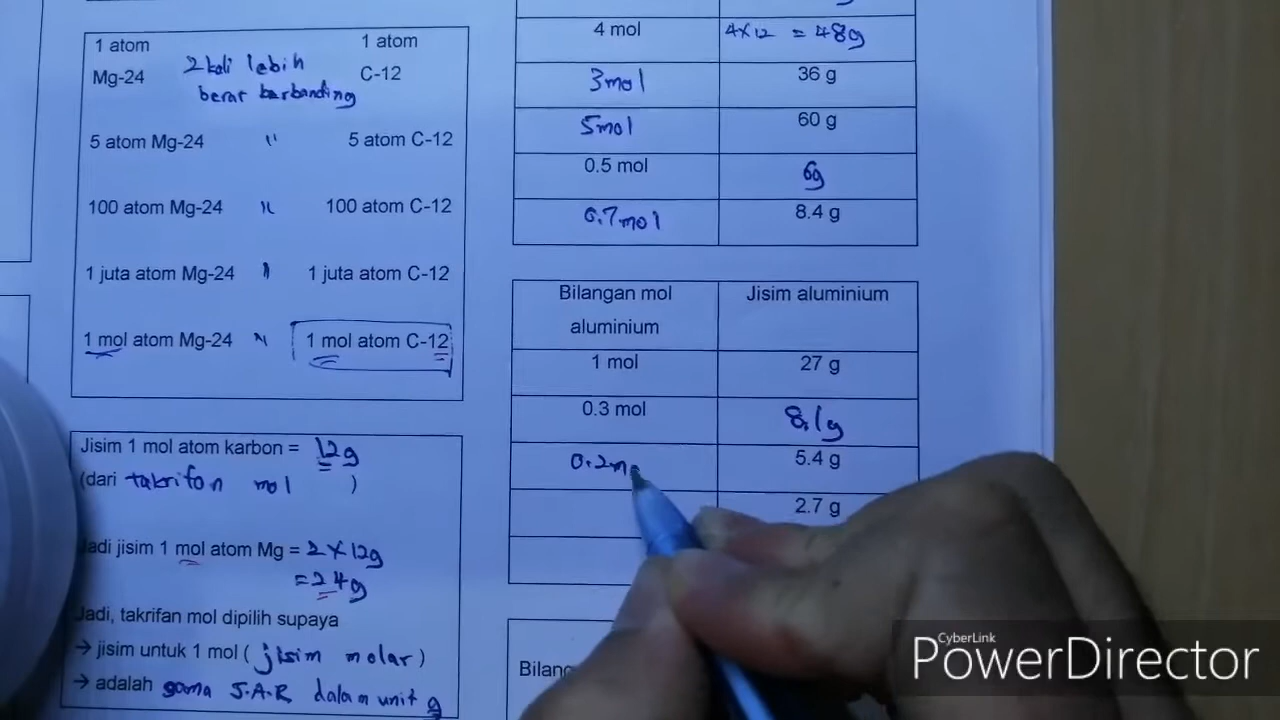 1 atom
Mg-24
2 kali lebih
berat berbanding
1 atom
C-12
5 atom Mg-24 " 5 atom C-12
100 atom Mg-24 " 100 atom C-12
1 juta atom Mg-24 " 1 juta atom C-12
1 mol atom Mg-24 " 1 mol atom C-12
Jisim 1 mol atom karbon = 12g
(dari takrifan mol )
Jadi jisim 1 mol atom Mg = 2 × 12g
= 24g
Jadi, takrifan mol dipilih supaya
→ jisim untuk 1 mol ( jisim molar )
→ adalah sama J.A.R dalam unit g
4 mol 4×12 = 48g
3mol 36 g
5mol 60 g
0.5 mol 6g
0.7mol 8.4 g
Bilangan mol
aluminium
Jisim aluminium
1 mol 27 g
0.3 mol 8.1g
0.2m 5.4 g
2.7 g
CyberLink
PowerDirector